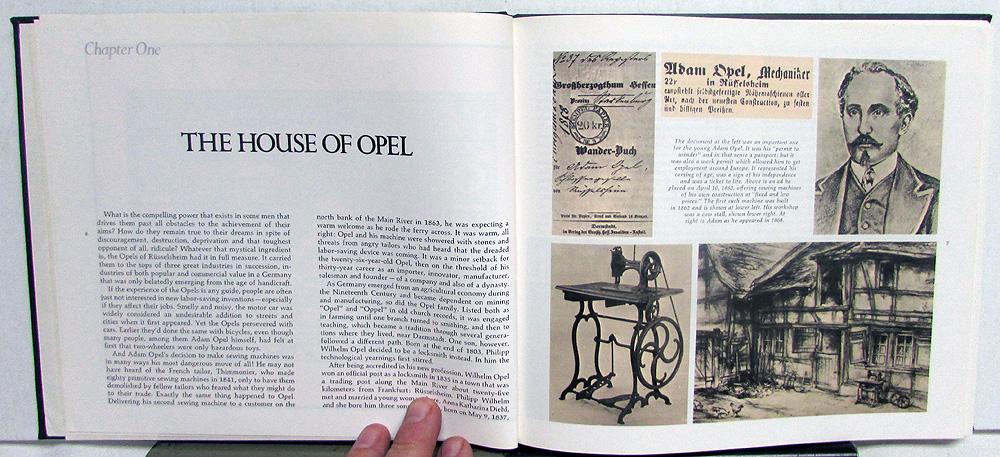 Chapter One
THE HOUSE OF OPEL
What is the compelling power that exists in some men that
drives them past all obstacles to the achievement of their
aims? How do they remain true to their dreams in spite of
discouragement, destruction, deprivation and that toughest
opponent of all, ridicule? Whatever that mystical ingredient
is, the Opels of Rüsselsheim had it in full measure. It carried
them to the tops of three great industries in succession, in-
dustries of both popular and commercial value in a Germany
that was only belatedly emerging from the age of handicraft.
If the experience of the Opels is any guide, people are often
just not interested in new labor-saving inventions—especially
if they affect their jobs. Smelly and noisy, the motor car was
widely considered an undesirable addition to streets and
cities when it first appeared. Yet the Opels persevered with
cars. Earlier they'd done the same with bicycles, even though
many people, among them Adam Opel himself, had felt at
first that two-wheelers were only hazardous toys.
And Adam Opel's decision to make sewing machines was
in many ways his most dangerous move of all! He may not
have heard of the French tailor, Thimmonier, who made
eighty primitive sewing machines in 1841, only to have them
demolished by fellow tailors who feared what they might do
to their trade. Exactly the same thing happened to Opel.
Delivering his second sewing machine to a customer on the
north bank of the Main River in 1863, he was expecting a
warm welcome as he rode the ferry across. It was warm, all
right: Opel and his machine were showered with stones and
threats from angry tailors who had heard that the dreaded
labor-saving device was coming. It was a minor setback for
the twenty-six-year-old Opel, then on the threshold of his
thirty-year career as an importer, innovator, manufacturer,
salesman and founder—of a company and also of a dynasty.
As Germany emerged from an agricultural economy during
the Nineteenth Century and became dependent on mining
and manufacturing, so did the Opel family. Listed both as
"Opel" and "Oppel" in old church records, it was engaged
in farming until one branch turned to smithing, and then to
teaching, which became a tradition through several genera-
tions where they lived, near Darmstadt. One son, however,
followed a different path. Born at the end of 1803, Philipp
Wilhelm Opel decided to be a locksmith instead. In him the
technological yearnings first stirred.
After being accredited in his new profession, Wilhelm Opel
won an official post as a locksmith in 1835 in a town that was
a trading post along the Main River about twenty-five
kilometers from Frankfurt: Rüsselsheim. Philipp Wilhelm
met and married a young woman Anna Katharina Diehl,
and she bore him three son born on May 9, 1837,
No 37 des Registers
Großherzogthum Hessen
Provinz Starkenburg
20 kr.
Wander-Buch
Adam Opel,
Rüsselsheim
Darmstadt,
Adam Opel, Mechaniker
22r in Rüsselsheim
empfiehlt selbstgefertigte Nähemaschienen aller
Art, nach der neuesten Construction, zu festen
und billigen Preißen.
The document at the left was an important one
for the young Adam Opel. It was his "permit to
wander" and in that sense a passport; but it
was also a work permit which allowed him to get
employment around Europe. It represented his
coming of age, was a sign of his independence
and was a ticket to life. Above is an ad he
placed on April 30, 1862, offering sewing machines
of his own construction at "fixed and low
prices." The first such machine was built
in 1862 and is shown at lower left. His workshop
was a cow stall, shown lower right. At
right is Adam as he appeared in 1868.
7